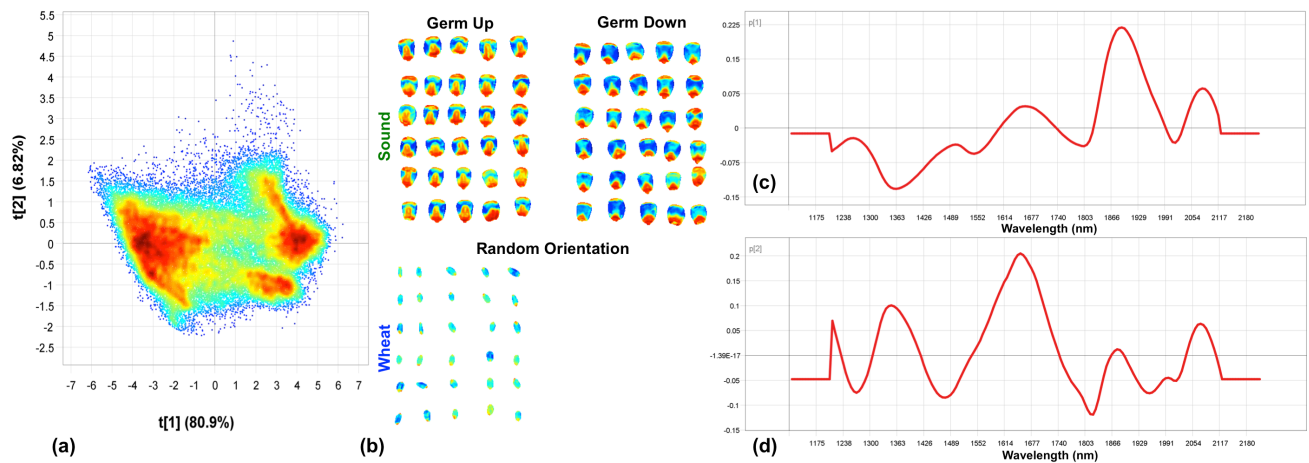 5.5
5
4.5
4
3.5
3
2.5
2
1.5
1
0.5
0
-0.5
-1
-1.5
-2
-2.5
t[2] (6.82%)
-7 -6 -5 -4 -3 -2 -1 0 1 2 3 4 5 6 7
t[1] (80.9%)
(a)
Germ Up
Germ Down
Sound
Random Orientation
Wheat
(b)
p[1]
0.225
0.15
0.075
0
-0.075
-0.15
(c)
1175 1238 1300 1363 1426 1489 1552 1614 1677 1740 1803 1866 1929 1991 2054 2117 2180
Wavelength (nm)
p[2]
0.2
0.1
0.05
-1.39E-17
-0.05
-0.1
-0.15
(d)
1175 1238 1300 1363 1426 1489 1552 1614 1677 1740 1803 1866 1929 1991 2054 2117 2180
Wavelength (nm)